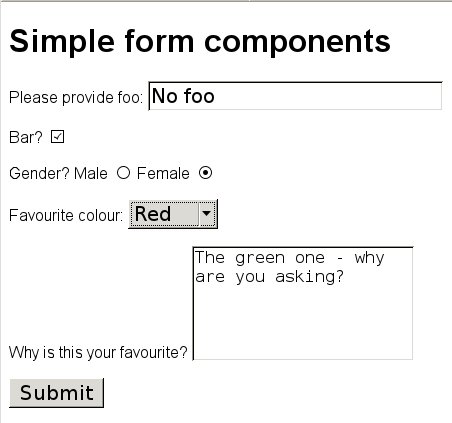 Simple form components
Please provide foo: No foo
Bar?
Gender? Male Female
Favourite colour: Red
The green one - why
are you asking?
Why is this your favourite?
Submit